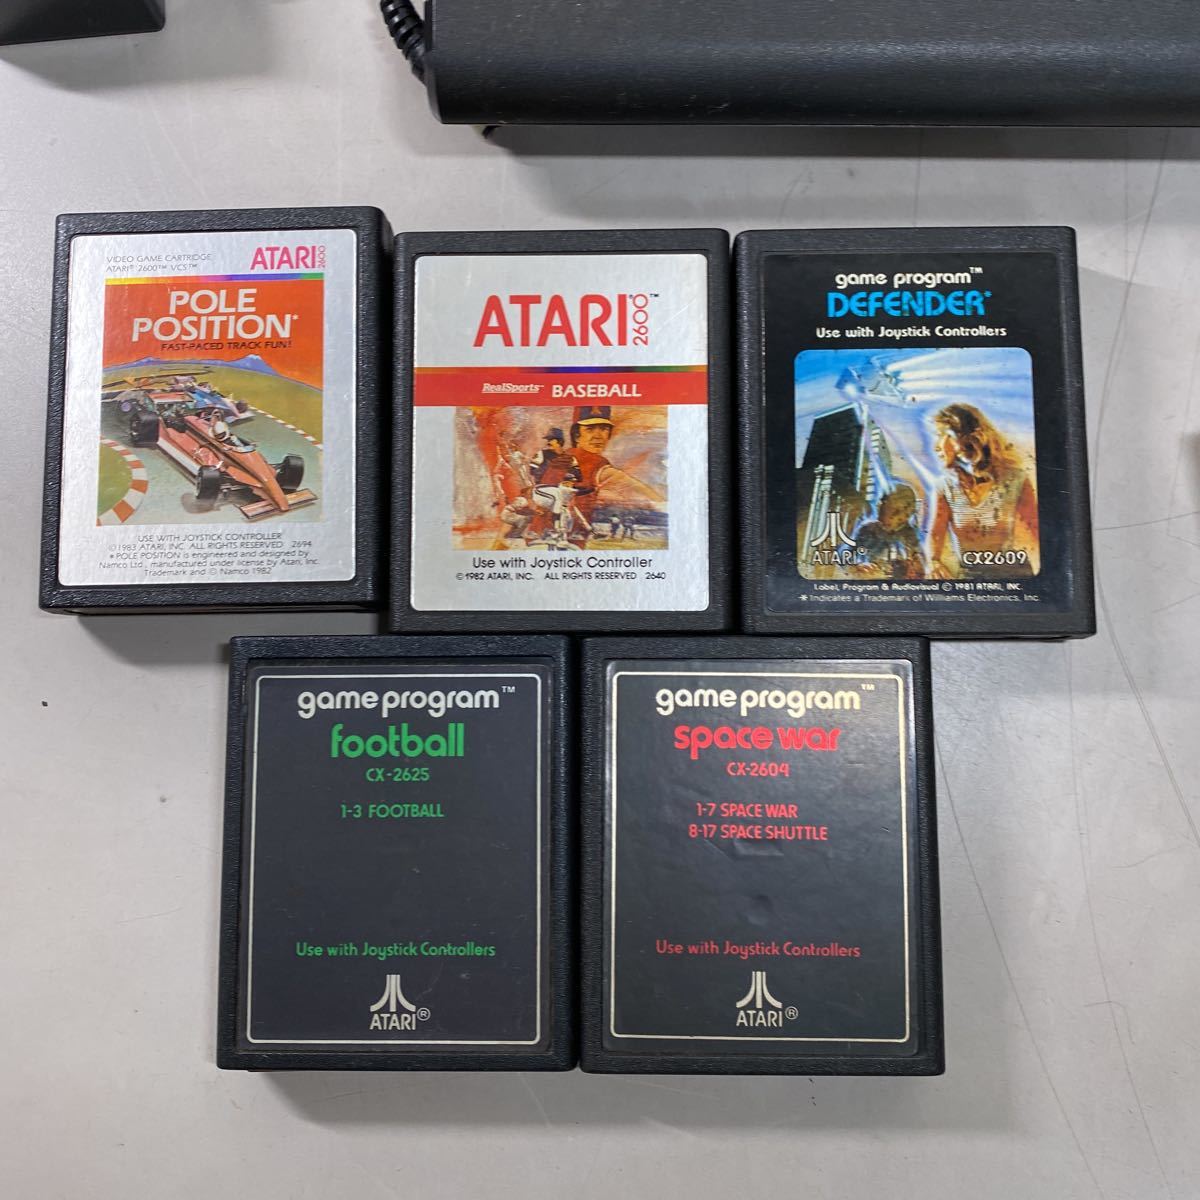 VIDEO GAME CARTRIDGE
ATARI® 2600™ VCS™
ATARI 2600
POLE
POSITION*
FAST-PACED TRACK FUN!
USE WITH JOYSTICK CONTROLLER
©1983 ATARI, INC. ALL RIGHTS RESERVED 2694
*POLE POSITION is engineered and designed by
Namco Ltd., manufactured under license by Atari, Inc.
Trademark and © Namco 1982
ATARI 2600™
RealSports™ BASEBALL
Use with Joystick Controller
©1982 ATARI, INC. ALL RIGHTS RESERVED 2640
game program™
DEFENDER*
Use with Joystick Controllers
ATARI®
CX2609
Label, Program & Audiovisual © 1981 ATARI, INC.
* Indicates a Trademark of Williams Electronics, Inc.
game program™
football
CX-2625
1-3 FOOTBALL
Use with Joystick Controllers
ATARI®
game program™
space war
CX-2604
1-7 SPACE WAR
8-17 SPACE SHUTTLE
Use with Joystick Controllers
ATARI®